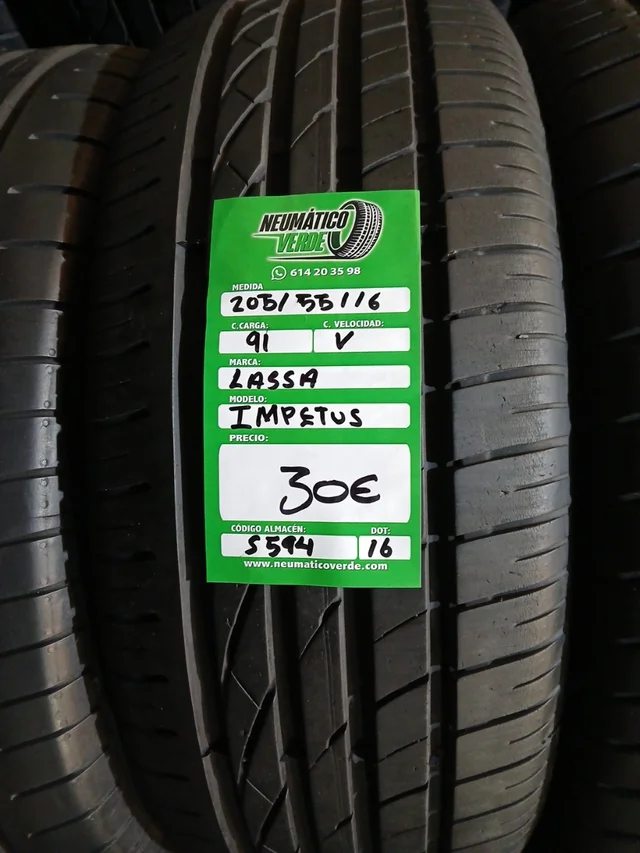 NEUMÁTICO
VERDE
614 20 35 98
MEDIDA
205/55/16
C.CARGA: C. VELOCIDAD:
91 V
MARCA:
LASSA
MODELO:
IMPETUS
PRECIO:
30€
CÓDIGO ALMACÉN: DOT:
S594 16
www.neumaticoverde.com